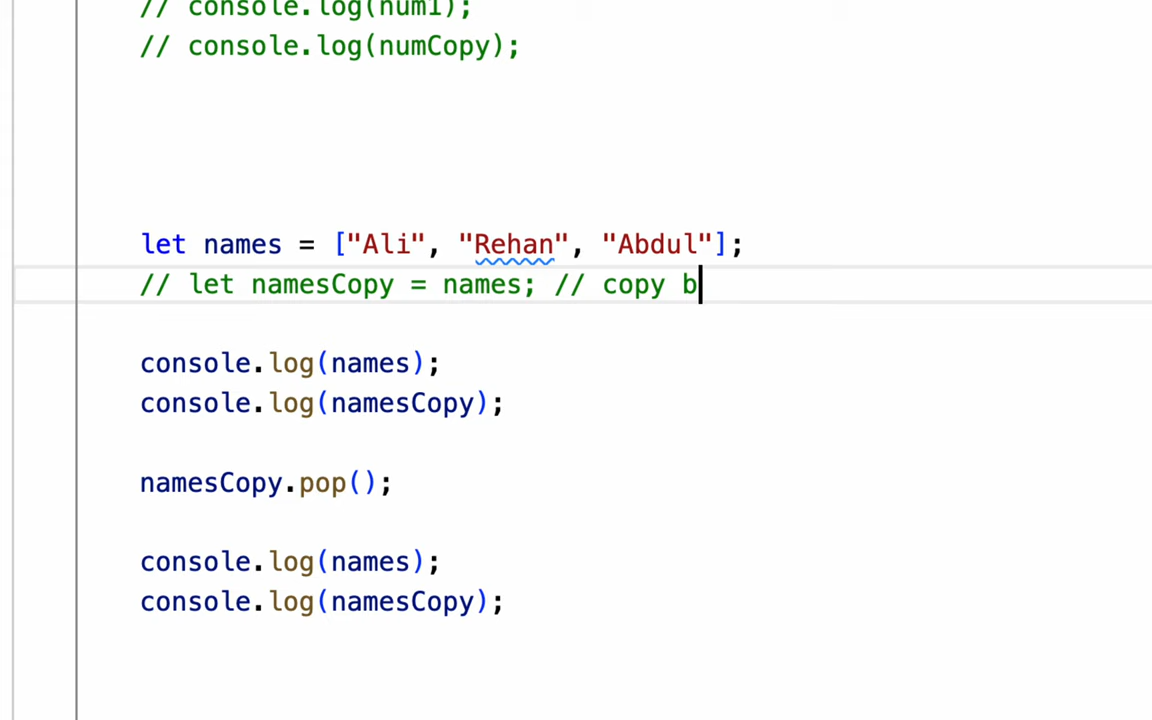 // console.log(num1);
// console.log(numCopy);
let names = ["Ali", "Rehan", "Abdul"];
// let namesCopy = names; // copy b
console.log(names);
console.log(namesCopy);
namesCopy.pop();
console.log(names);
console.log(namesCopy);